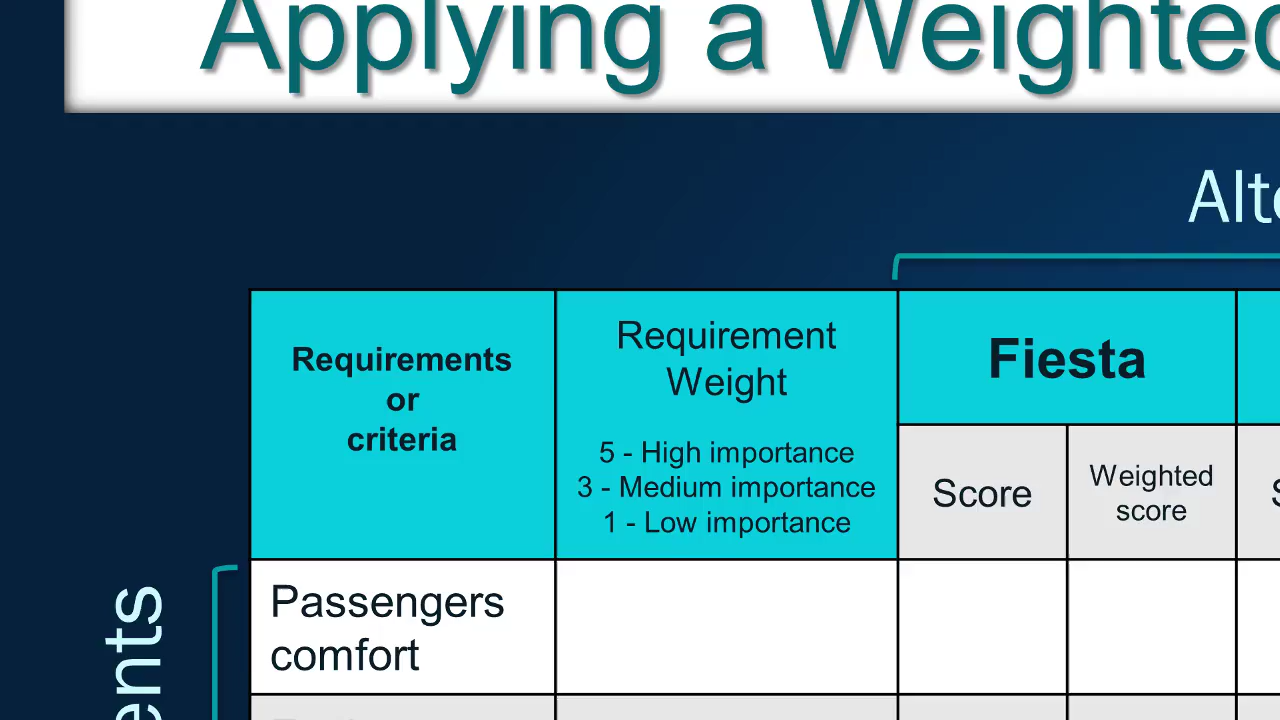 Applying a Weighted
Alte
Requirements
or
criteria
Requirement
Weight
5 - High importance
3 - Medium importance
1 - Low importance
Fiesta
Score
Weighted
score
S
Passengers
comfort
ents